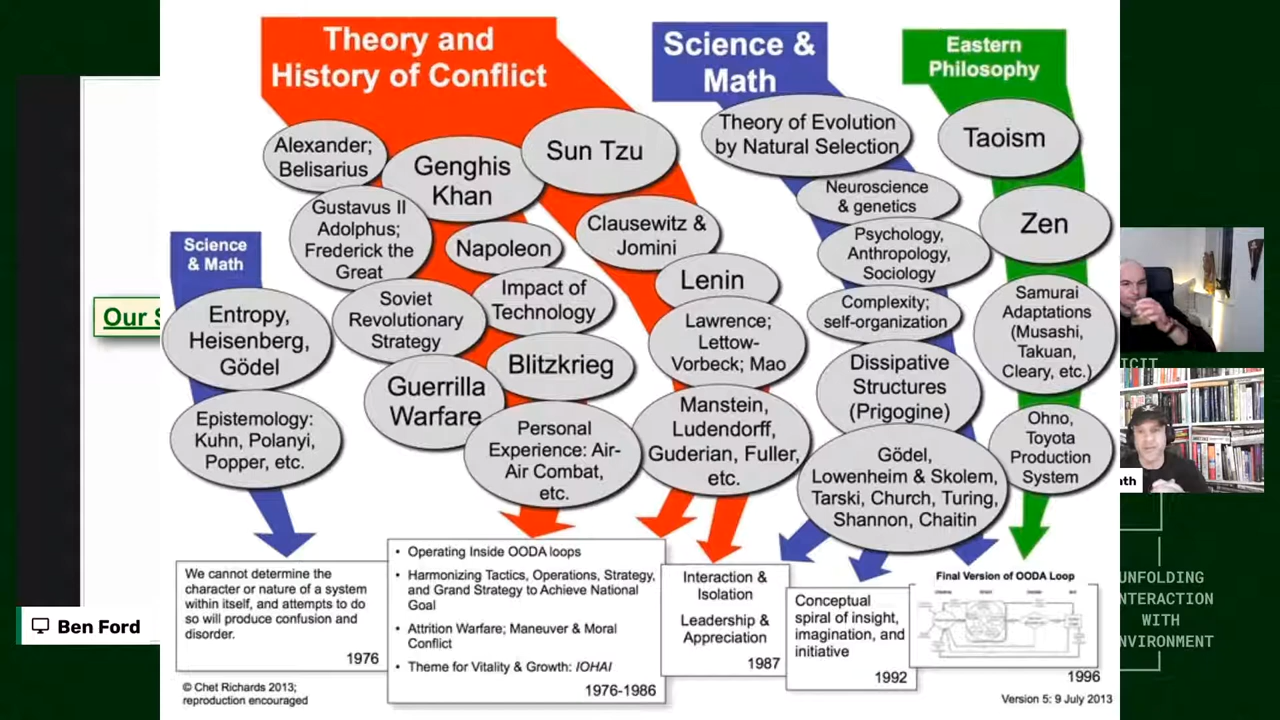 Theory and
History of Conflict
Science &
Math
Eastern
Philosophy
Alexander;
Belisarius
Genghis
Khan
Sun Tzu
Theory of Evolution
by Natural Selection
Taoism
Gustavus II
Adolphus;
Frederick the
Great
Napoleon
Clausewitz &
Jomini
Neuroscience
& genetics
Zen
Science
& Math
Psychology,
Anthropology,
Sociology
Entropy,
Heisenberg,
Gödel
Soviet
Revolutionary
Strategy
Impact of
Technology
Lenin
Complexity;
self-organization
Samurai
Adaptations
(Musashi,
Takuan,
Cleary, etc.)
Lawrence;
Lettow-
Vorbeck; Mao
Blitzkrieg
Dissipative
Structures
(Prigogine)
Guerrilla
Warfare
Epistemology:
Kuhn, Polanyi,
Popper, etc.
Personal
Experience: Air-
Air Combat,
etc.
Manstein,
Ludendorff,
Guderian, Fuller,
etc.
Gödel,
Lowenheim & Skolem,
Tarski, Church, Turing,
Shannon, Chaitin
Ohno,
Toyota
Production
System
We cannot determine the
character or nature of a system
within itself, and attempts to do
so will produce confusion and
disorder.
1976
• Operating Inside OODA loops
• Harmonizing Tactics, Operations, Strategy,
and Grand Strategy to Achieve National
Goal
• Attrition Warfare; Maneuver & Moral
Conflict
• Theme for Vitality & Growth: IOHAI
1976-1986
Interaction &
Isolation
Leadership &
Appreciation
1987
Conceptual
spiral of insight,
imagination, and
initiative
1992
Final Version of OODA Loop
1996
© Chet Richards 2013;
reproduction encouraged
Version 5: 9 July 2013
Our S
Ben Ford
ICIT
ath
UNFOLDING
NTERACTION
WITH
NVIRONMENT